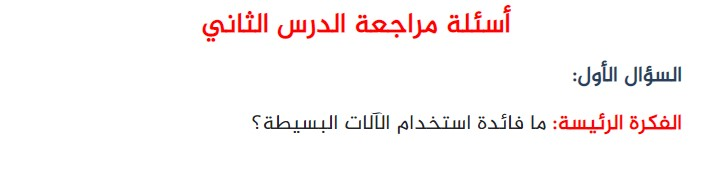 أسئلة مراجعة الدرس الثاني
السؤال الأول:
الفكرة الرئيسة: ما فائدة استخدام الآلات البسيطة؟